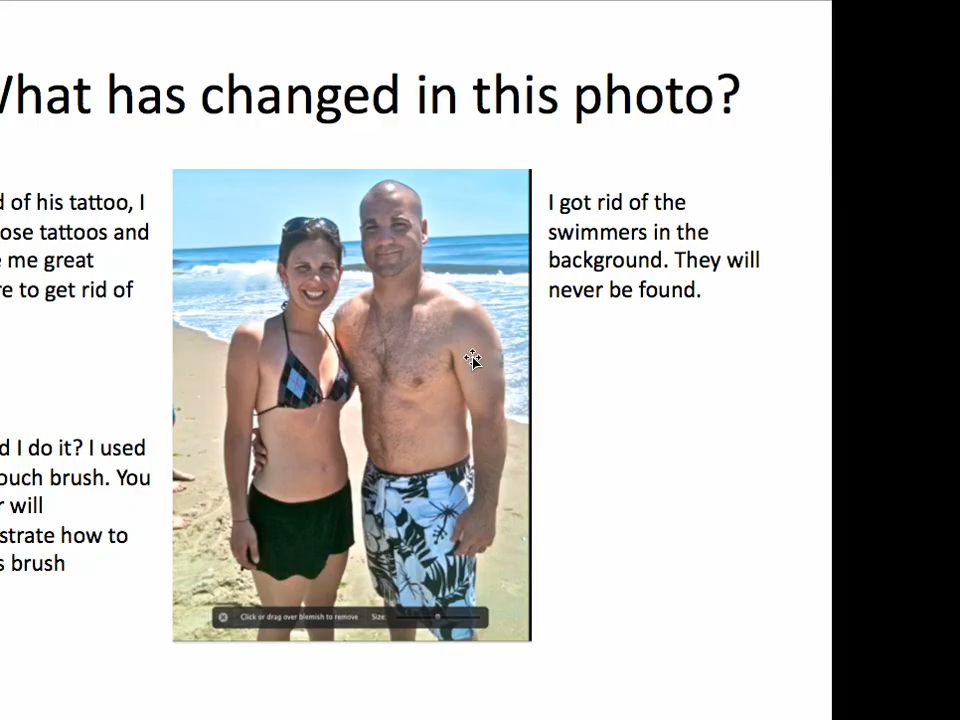 What has changed in this photo?
d of his tattoo, I
ose tattoos and
e me great
re to get rid of
d I do it? I used
ouch brush. You
r will
strate how to
s brush
I got rid of the
swimmers in the
background. They will
never be found.
Click or drag over blemish to remove Size: